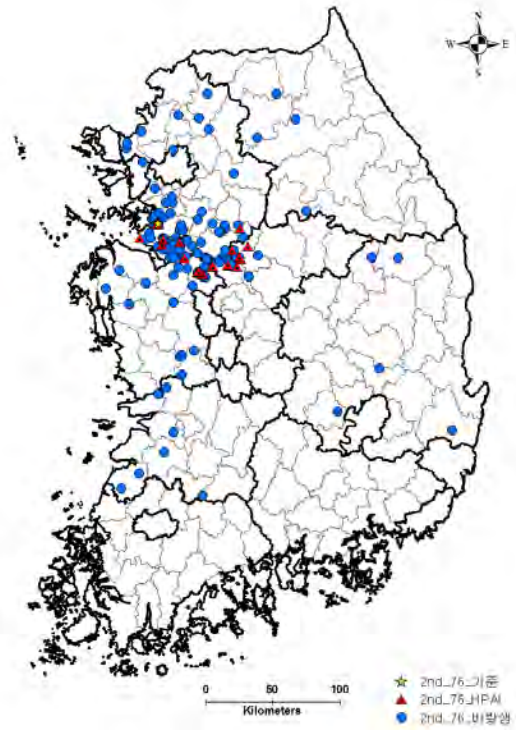 N
W E
S
2nd_76_기준
2nd_76_HPAI
2nd_76_비발생
0 50 100
Kilometers